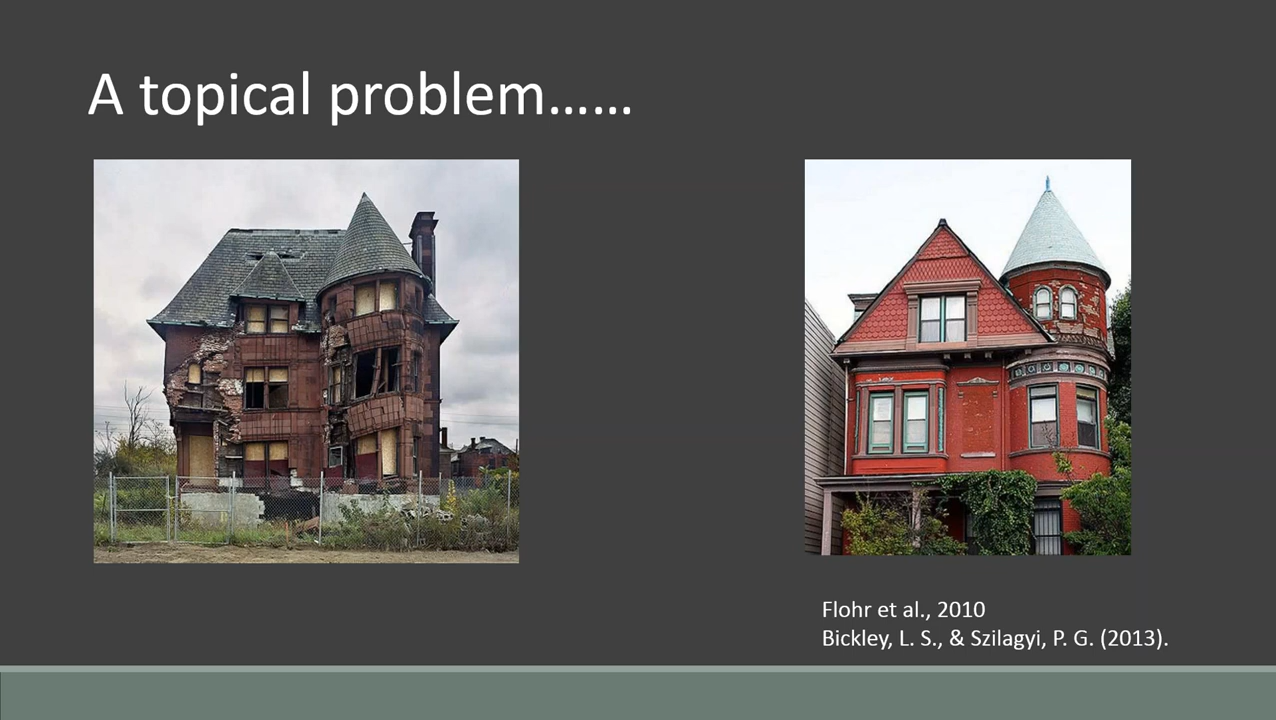 A topical problem……
Flohr et al., 2010
Bickley, L. S., & Szilagyi, P. G. (2013).